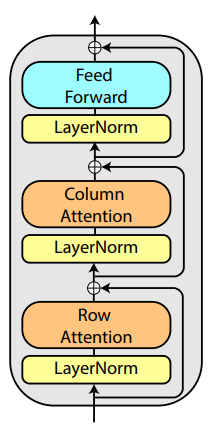 Feed
Forward
LayerNorm
Column
Attention
LayerNorm
Row
Attention
LayerNorm